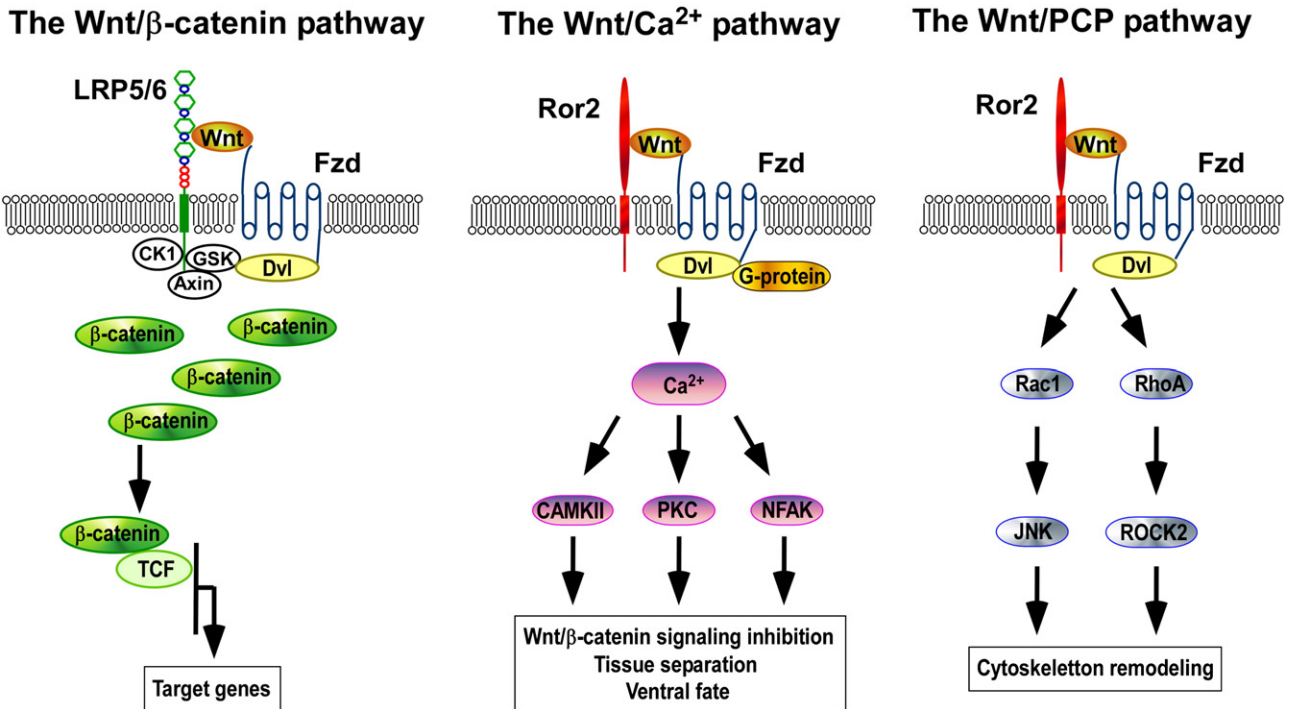 The Wnt/β-catenin pathway
LRP5/6
Wnt
Fzd
CK1
GSK
Axin
Dvl
β-catenin
β-catenin
β-catenin
β-catenin
β-catenin
TCF
Target genes
The Wnt/Ca²⁺ pathway
Ror2
Wnt
Fzd
Dvl
G-protein
Ca²⁺
CAMKII
PKC
NFAK
Wnt/β-catenin signaling inhibition
Tissue separation
Ventral fate
The Wnt/PCP pathway
Ror2
Wnt
Fzd
Dvl
Rac1
RhoA
JNK
ROCK2
Cytoskeletton remodeling